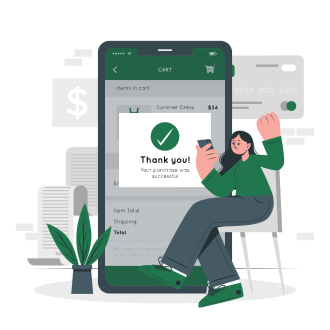 CART
Items in cart
Summer Dress $34
$
Thank you!
Your purchase was
successful
Item Total
Shipping
Total